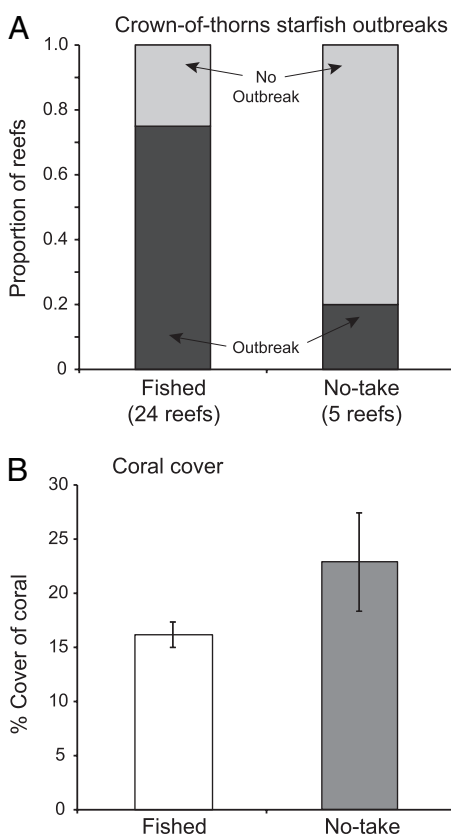 A
Crown-of-thorns starfish outbreaks
1.0
0.8
0.6
0.4
0.2
0
Proportion of reefs
No
Outbreak
Outbreak
Fished
(24 reefs)
No-take
(5 reefs)
B
Coral cover
30
25
20
15
10
5
0
% Cover of coral
Fished
No-take